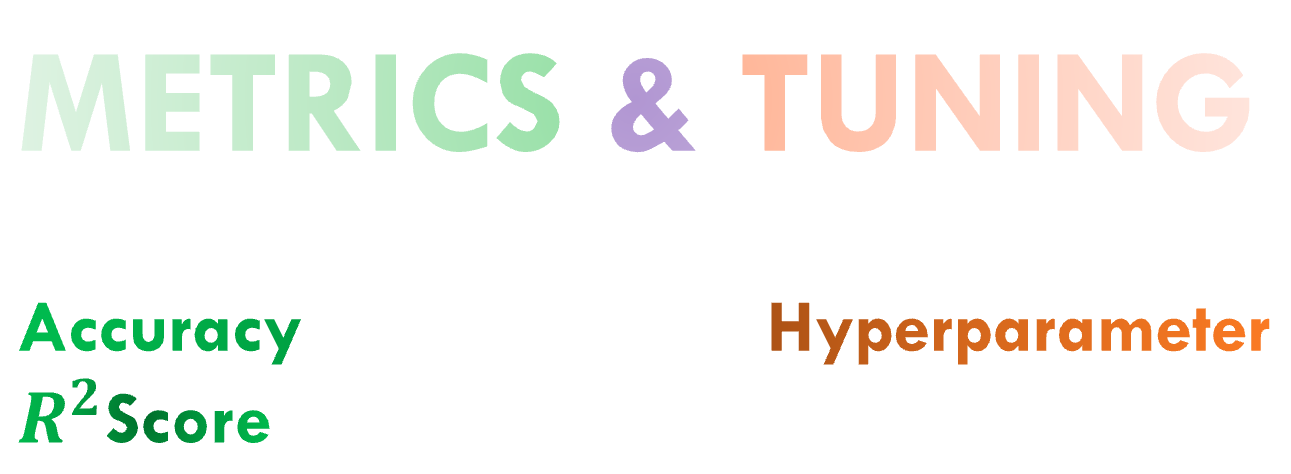 METRICS & TUNING
Accuracy
Hyperparameter
R² Score